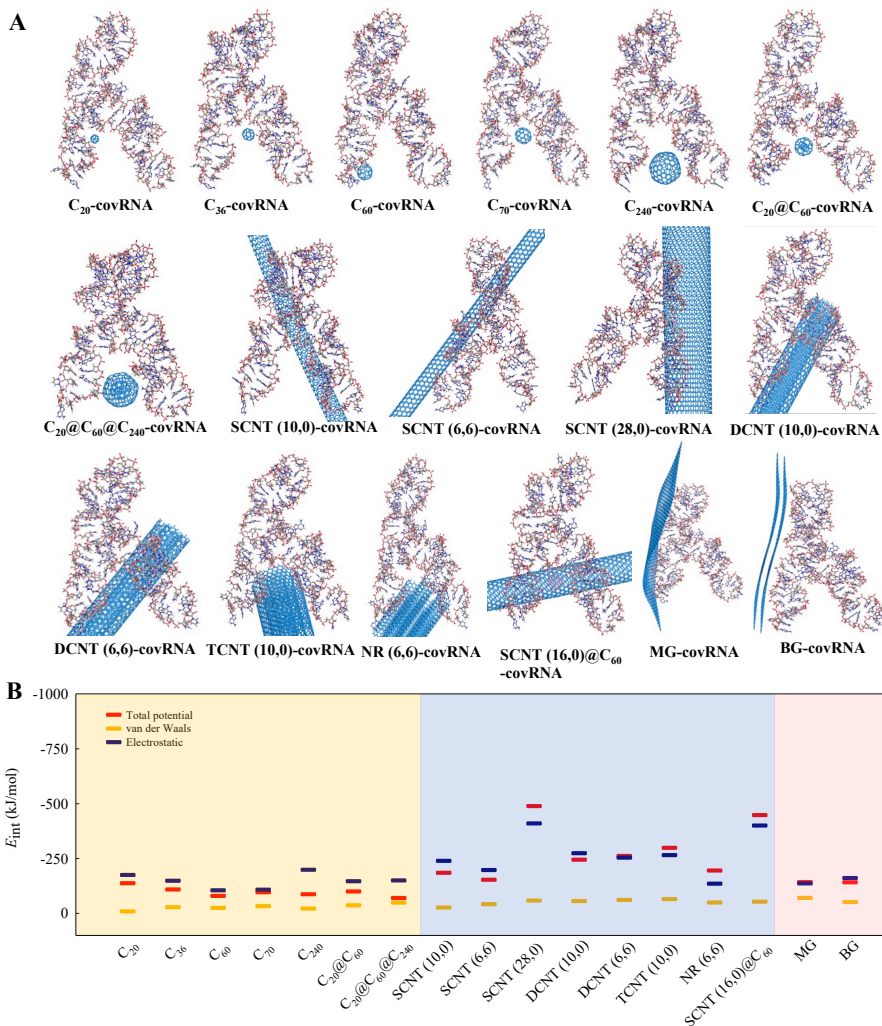 A
C₂₀-covRNA
C₃₆-covRNA
C₆₀-covRNA
C₇₀-covRNA
C₂₄₀-covRNA
C₂₀@C₆₀-covRNA
C₂₀@C₆₀@C₂₄₀-covRNA
SCNT (10,0)-covRNA
SCNT (6,6)-covRNA
SCNT (28,0)-covRNA
DCNT (10,0)-covRNA
DCNT (6,6)-covRNA
TCNT (10,0)-covRNA
NR (6,6)-covRNA
SCNT (16,0)@C₆₀
-covRNA
MG-covRNA
BG-covRNA
B
-1000
-750
-500
-250
0
Eint (kJ/mol)
Total potential
van der Waals
Electrostatic
C₂₀
C₃₆
C₆₀
C₇₀
C₂₄₀
C₂₀@C₆₀
C₂₀@C₆₀@C₂₄₀
SCNT (10,0)
SCNT (6,6)
SCNT (28,0)
DCNT (10,0)
DCNT (6,6)
TCNT (10,0)
NR (6,6)
SCNT (16,0)@C₆₀
MG
BG